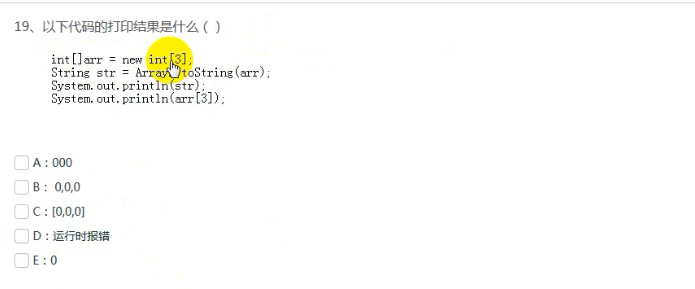 19、以下代码的打印结果是什么（ ）
int[]arr = new int[3];
String str = Array toString(arr);
System.out.println(str);
System.out.println(arr[3]);
A：000
B： 0,0,0
C：[0,0,0]
D：运行时报错
E：0